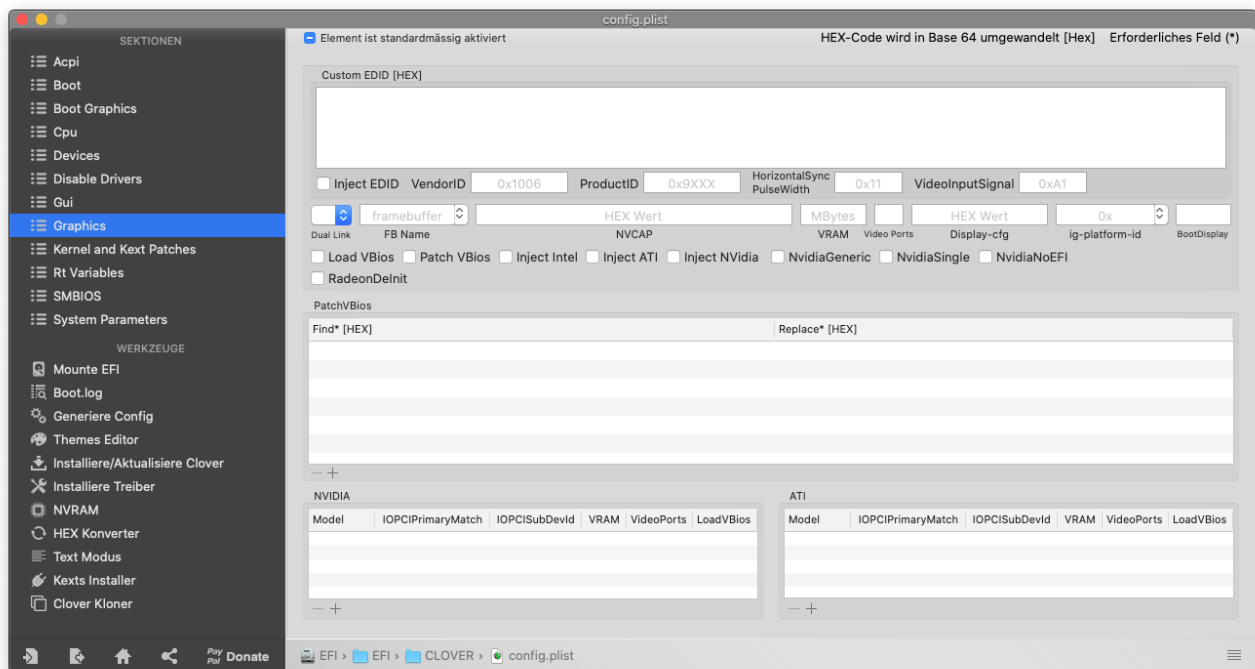 config.plist
SEKTIONEN
Acpi
Boot
Boot Graphics
Cpu
Devices
Disable Drivers
Gui
Graphics
Kernel and Kext Patches
Rt Variables
SMBIOS
System Parameters
WERKZEUGE
Mounte EFI
Boot.log
Generiere Config
Themes Editor
Installiere/Aktualisiere Clover
Installiere Treiber
NVRAM
HEX Konverter
Text Modus
Kexts Installer
Clover Kloner
Pay Pal Donate
Element ist standardmässig aktiviert HEX-Code wird in Base 64 umgewandelt [Hex] Erforderliches Feld (*)
Custom EDID [HEX]
Inject EDID VendorID 0x1006 ProductID 0x9XXX HorizontalSync PulseWidth 0x11 VideoInputSignal 0xA1
framebuffer HEX Wert MBytes HEX Wert 0x
Dual Link FB Name NVCAP VRAM Video Ports Display-cfg ig-platform-id BootDisplay
Load VBios Patch VBios Inject Intel Inject ATI Inject NVidia NvidiaGeneric NvidiaSingle NvidiaNoEFI
RadeonDeInit
PatchVBios
Find* [HEX] Replace* [HEX]
NVIDIA
Model IOPCIPrimaryMatch IOPCISubDevId VRAM VideoPorts LoadVBios
ATI
Model IOPCIPrimaryMatch IOPCISubDevId VRAM VideoPorts LoadVBios
EFI › EFI › CLOVER › config.plist